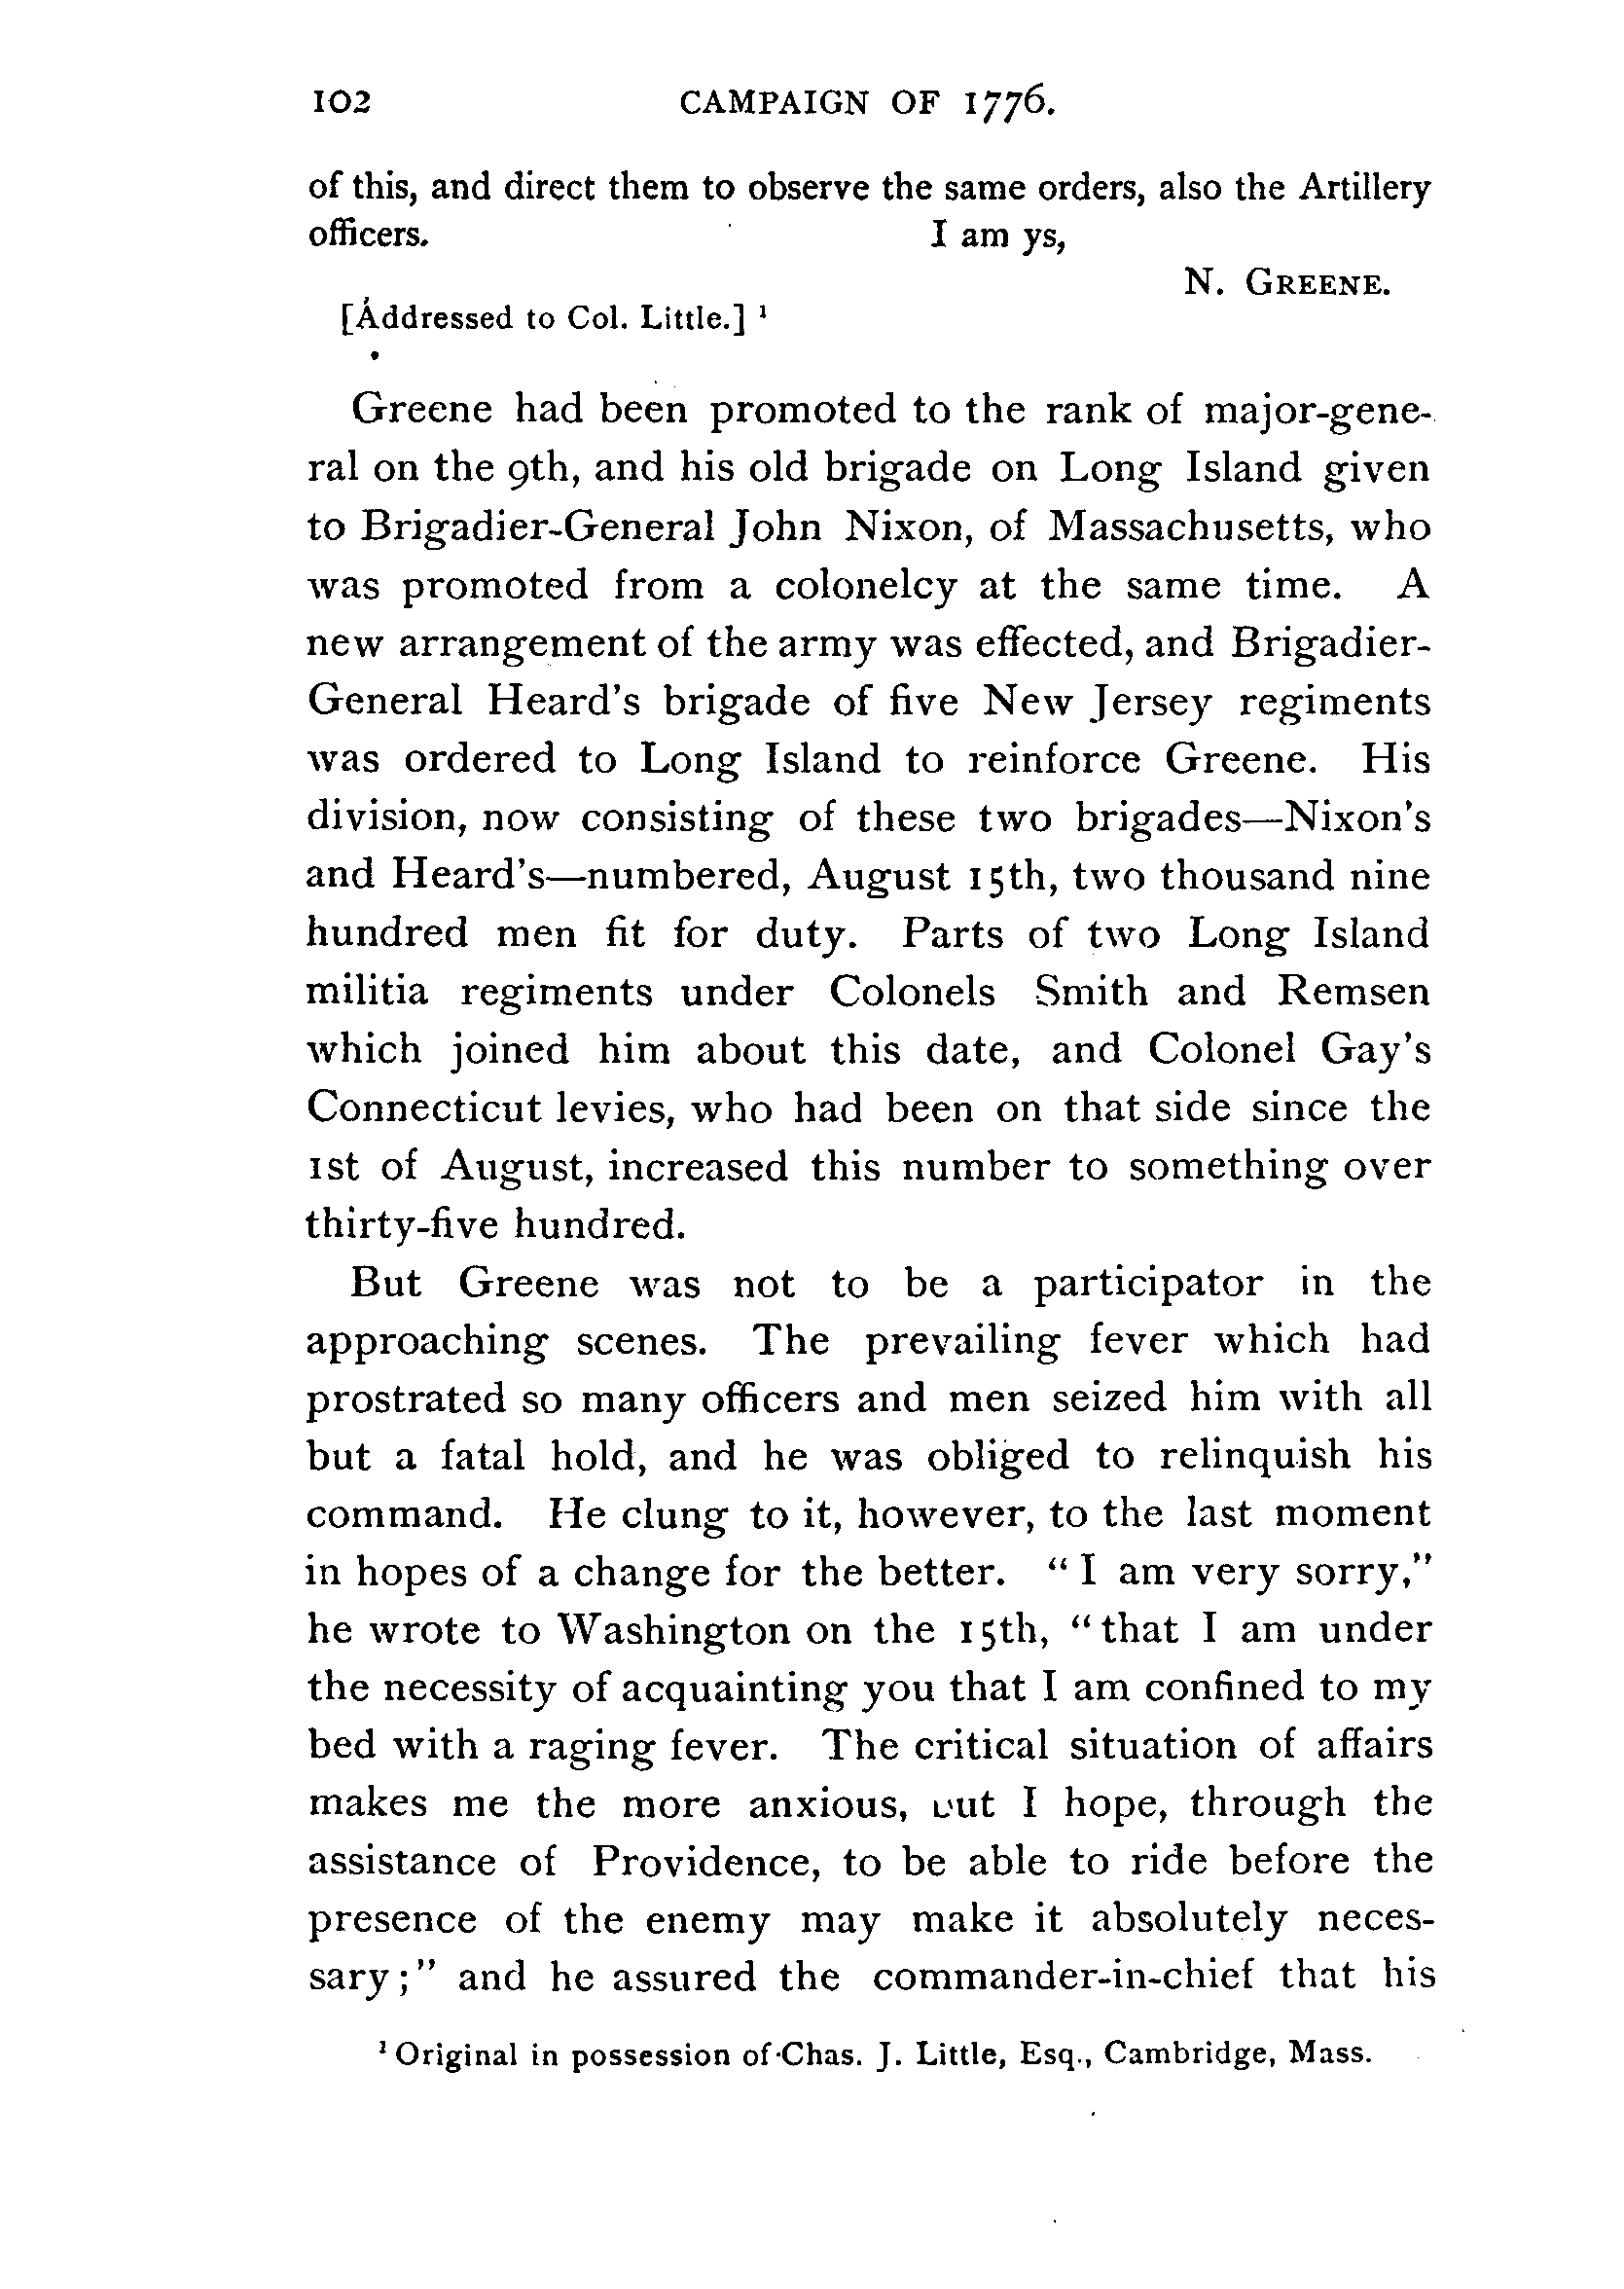 102 CAMPAIGN OF 1776.
of this, and direct them to observe the same orders, also the Artillery
officers. I am ys,
N. GREENE.
[Addressed to Col. Little.] ¹
Greene had been promoted to the rank of major-gene-
ral on the 9th, and his old brigade on Long Island given
to Brigadier-General John Nixon, of Massachusetts, who
was promoted from a colonelcy at the same time. A
new arrangement of the army was effected, and Brigadier-
General Heard's brigade of five New Jersey regiments
was ordered to Long Island to reinforce Greene. His
division, now consisting of these two brigades—Nixon's
and Heard's—numbered, August 15th, two thousand nine
hundred men fit for duty. Parts of two Long Island
militia regiments under Colonels Smith and Remsen
which joined him about this date, and Colonel Gay's
Connecticut levies, who had been on that side since the
1st of August, increased this number to something over
thirty-five hundred.
But Greene was not to be a participator in the
approaching scenes. The prevailing fever which had
prostrated so many officers and men seized him with all
but a fatal hold, and he was obliged to relinquish his
command. He clung to it, however, to the last moment
in hopes of a change for the better. "I am very sorry,"
he wrote to Washington on the 15th, "that I am under
the necessity of acquainting you that I am confined to my
bed with a raging fever. The critical situation of affairs
makes me the more anxious, but I hope, through the
assistance of Providence, to be able to ride before the
presence of the enemy may make it absolutely neces-
sary;" and he assured the commander-in-chief that his
¹ Original in possession of Chas. J. Little, Esq., Cambridge, Mass.